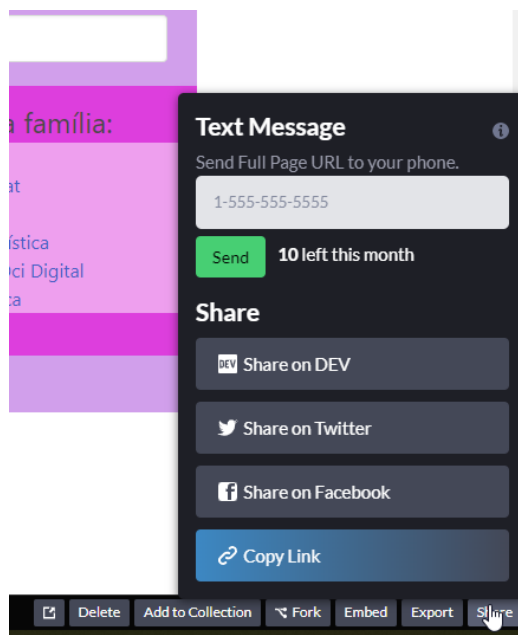 a família:
at
ística
ci Digital
ca
Text Message
Send Full Page URL to your phone.
1-555-555-5555
Send
10 left this month
Share
DEV Share on DEV
Share on Twitter
Share on Facebook
Copy Link
Delete
Add to Collection
Fork
Embed
Export
Share